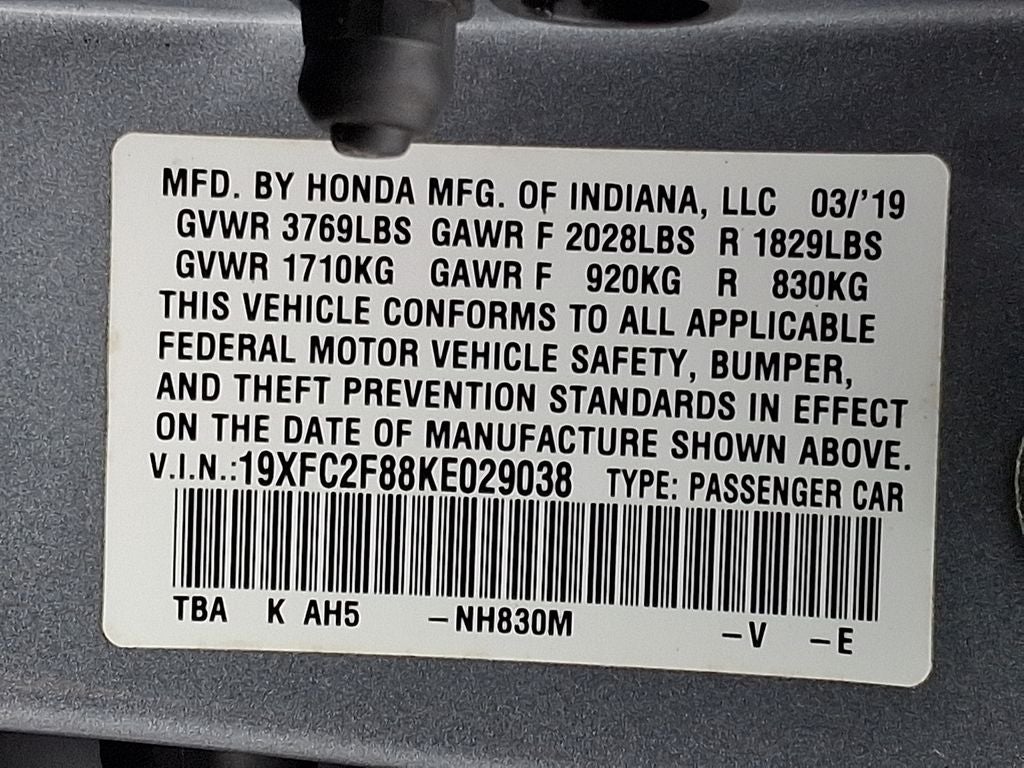 MFD. BY HONDA MFG. OF INDIANA, LLC 03/'19
GVWR 3769LBS GAWR F 2028LBS R 1829LBS
GVWR 1710KG GAWR F 920KG R 830KG
THIS VEHICLE CONFORMS TO ALL APPLICABLE
FEDERAL MOTOR VEHICLE SAFETY, BUMPER,
AND THEFT PREVENTION STANDARDS IN EFFECT
ON THE DATE OF MANUFACTURE SHOWN ABOVE.
V.I.N.:19XFC2F88KE029038 TYPE: PASSENGER CAR
TBA K AH5 –NH830M –V –E